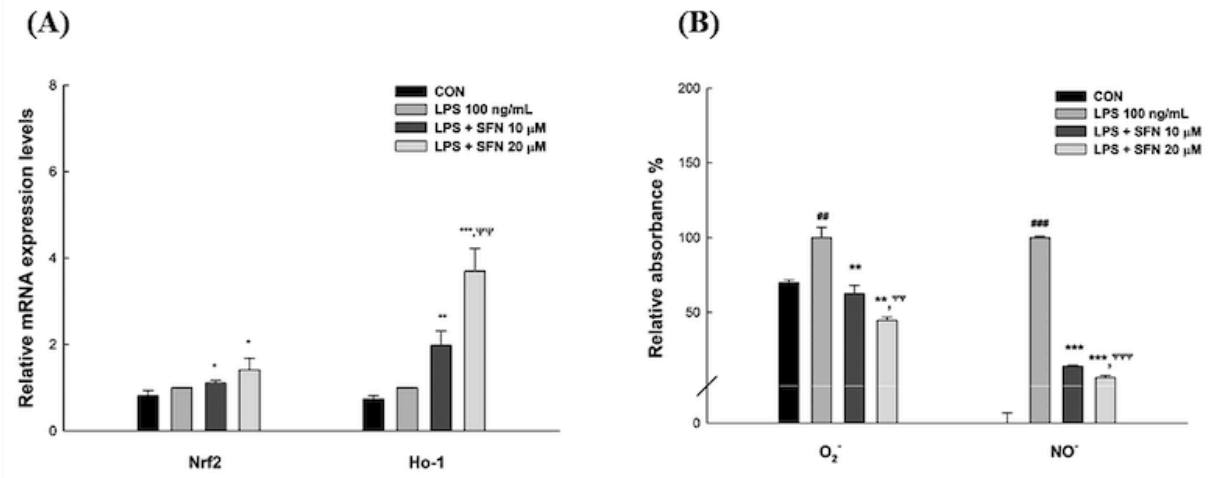 (A)
Relative mRNA expression levels
8
6
4
2
0
CON
LPS 100 ng/mL
LPS + SFN 10 μM
LPS + SFN 20 μM
*
*
**
***,ΨΨ
Nrf2
Ho-1
(B)
Relative absorbance %
200
150
100
50
0
CON
LPS 100 ng/mL
LPS + SFN 10 μM
LPS + SFN 20 μM
##
**
**,ΨΨ
###
***
***,ΨΨΨ
O₂⁻
NO⁻